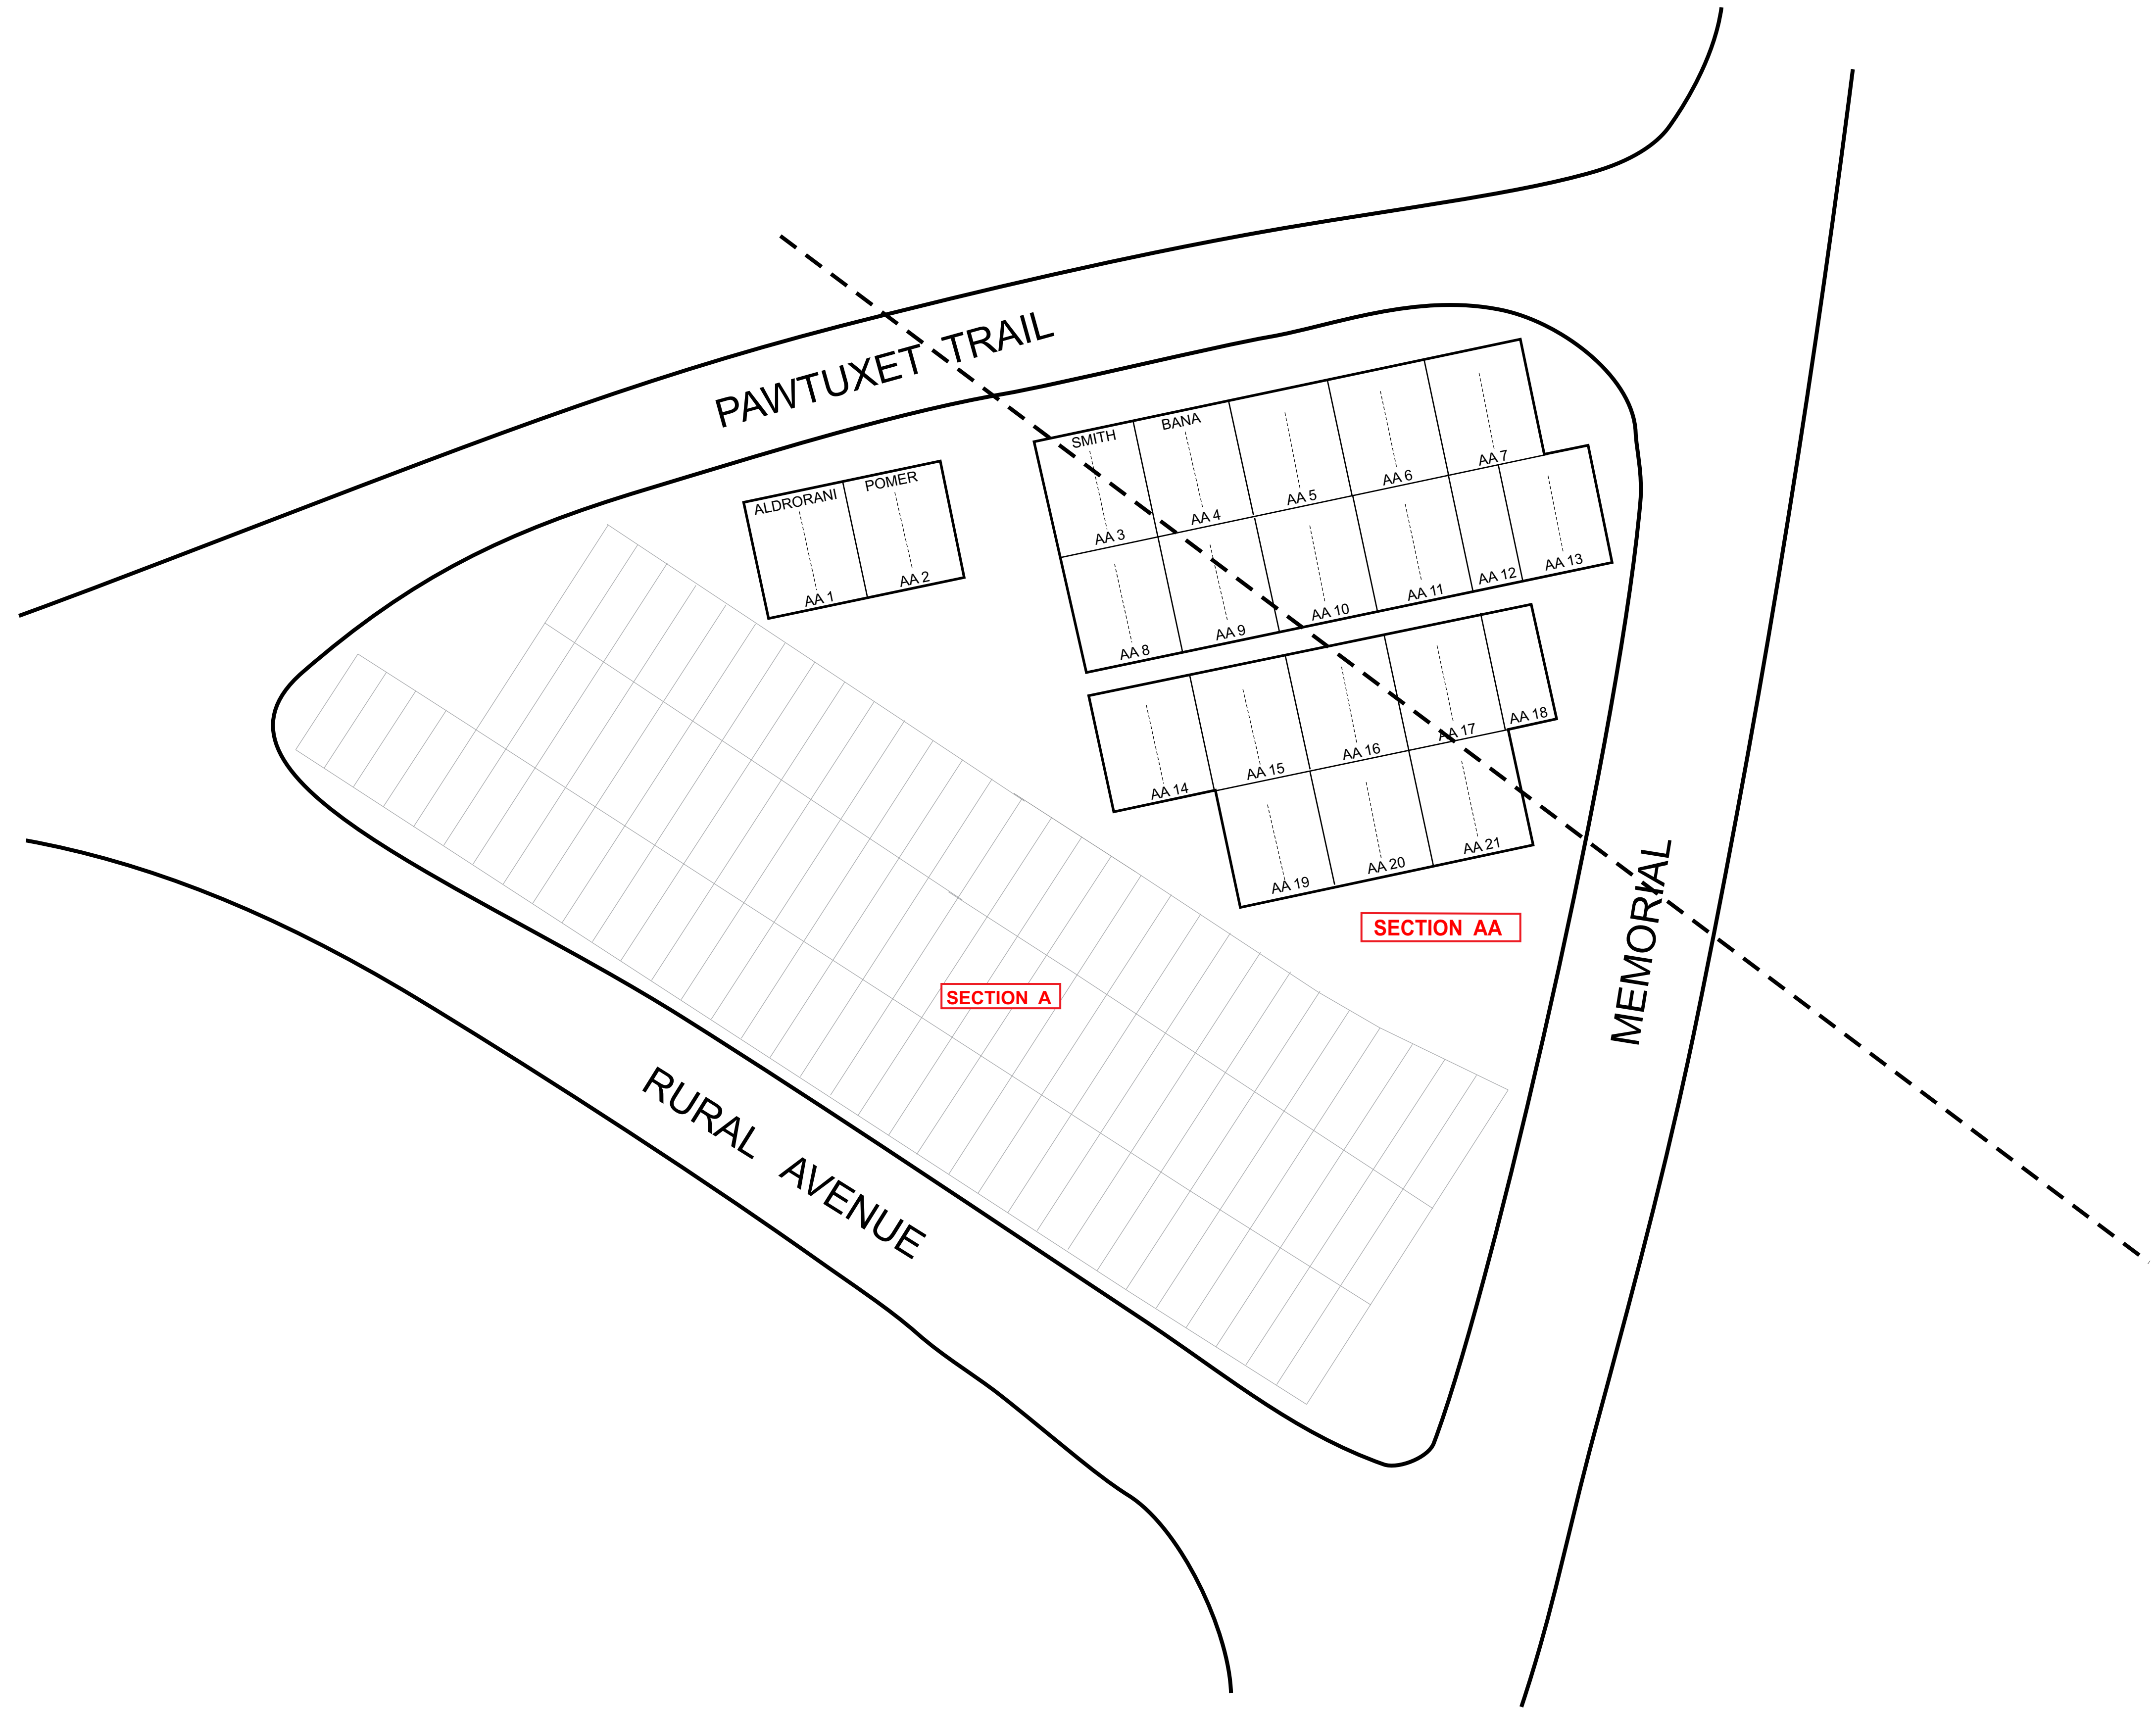 PAWTUXET TRAIL
SMITH
BANA
ALDRORANI
POMER
AA 1
AA 2
AA 3
AA 4
AA 5
AA 6
AA 7
AA 8
AA 9
AA 10
AA 11
AA 12
AA 13
AA 14
AA 15
AA 16
AA 17
AA 18
AA 19
AA 20
AA 21
SECTION AA
SECTION A
MEMORIAL
RURAL AVENUE